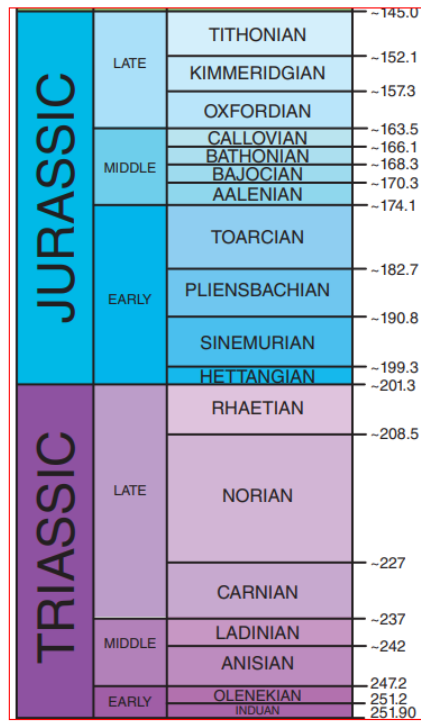 JURASSIC
LATE
TITHONIAN
KIMMERIDGIAN
OXFORDIAN
MIDDLE
CALLOVIAN
BATHONIAN
BAJOCIAN
AALENIAN
EARLY
TOARCIAN
PLIENSBACHIAN
SINEMURIAN
HETTANGIAN
TRIASSIC
LATE
RHAETIAN
NORIAN
CARNIAN
MIDDLE
LADINIAN
ANISIAN
EARLY
OLENEKIAN
INDUAN
~145.0
~152.1
~157.3
~163.5
~166.1
~168.3
~170.3
~174.1
~182.7
~190.8
~199.3
~201.3
~208.5
~227
~237
~242
247.2
251.2
251.90